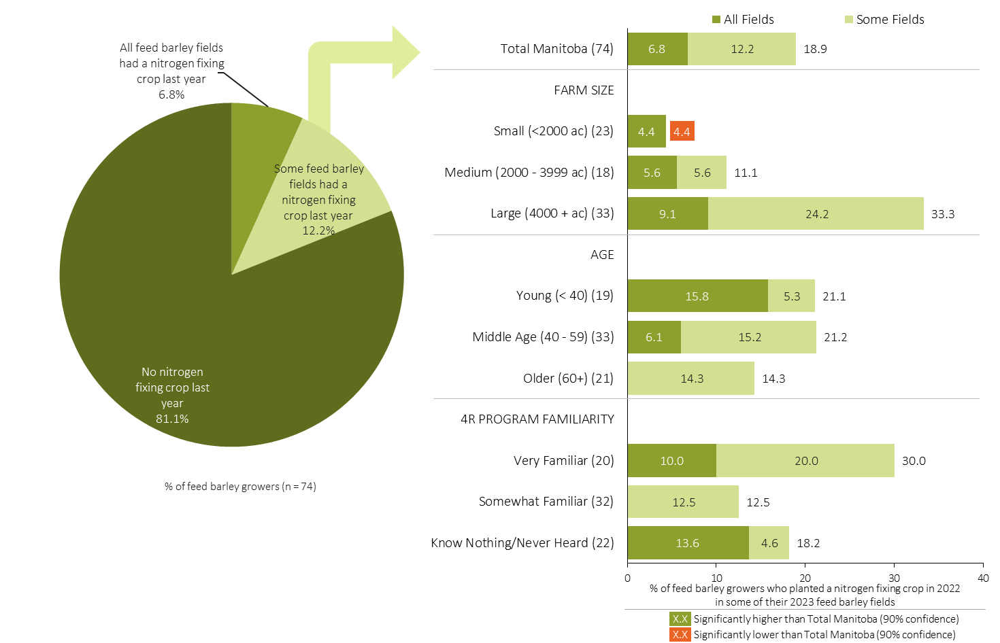 All feed barley fields
had a nitrogen fixing
crop last year
6.8%
Some feed barley
fields had a
nitrogen fixing
crop last year
12.2%
No nitrogen
fixing crop last
year
81.1%
% of feed barley growers (n = 74)
All Fields Some Fields
Total Manitoba (74) 6.8 12.2 18.9
FARM SIZE
Small (<2000 ac) (23) 4.4 4.4
Medium (2000 - 3999 ac) (18) 5.6 5.6 11.1
Large (4000 + ac) (33) 9.1 24.2 33.3
AGE
Young (< 40) (19) 15.8 5.3 21.1
Middle Age (40 - 59) (33) 6.1 15.2 21.2
Older (60+) (21) 14.3 14.3
4R PROGRAM FAMILIARITY
Very Familiar (20) 10.0 20.0 30.0
Somewhat Familiar (32) 12.5 12.5
Know Nothing/Never Heard (22) 13.6 4.6 18.2
0 10 20 30 40
% of feed barley growers who planted a nitrogen fixing crop in 2022
in some of their 2023 feed barley fields
X.X Significantly higher than Total Manitoba (90% confidence)
X.X Significantly lower than Total Manitoba (90% confidence)